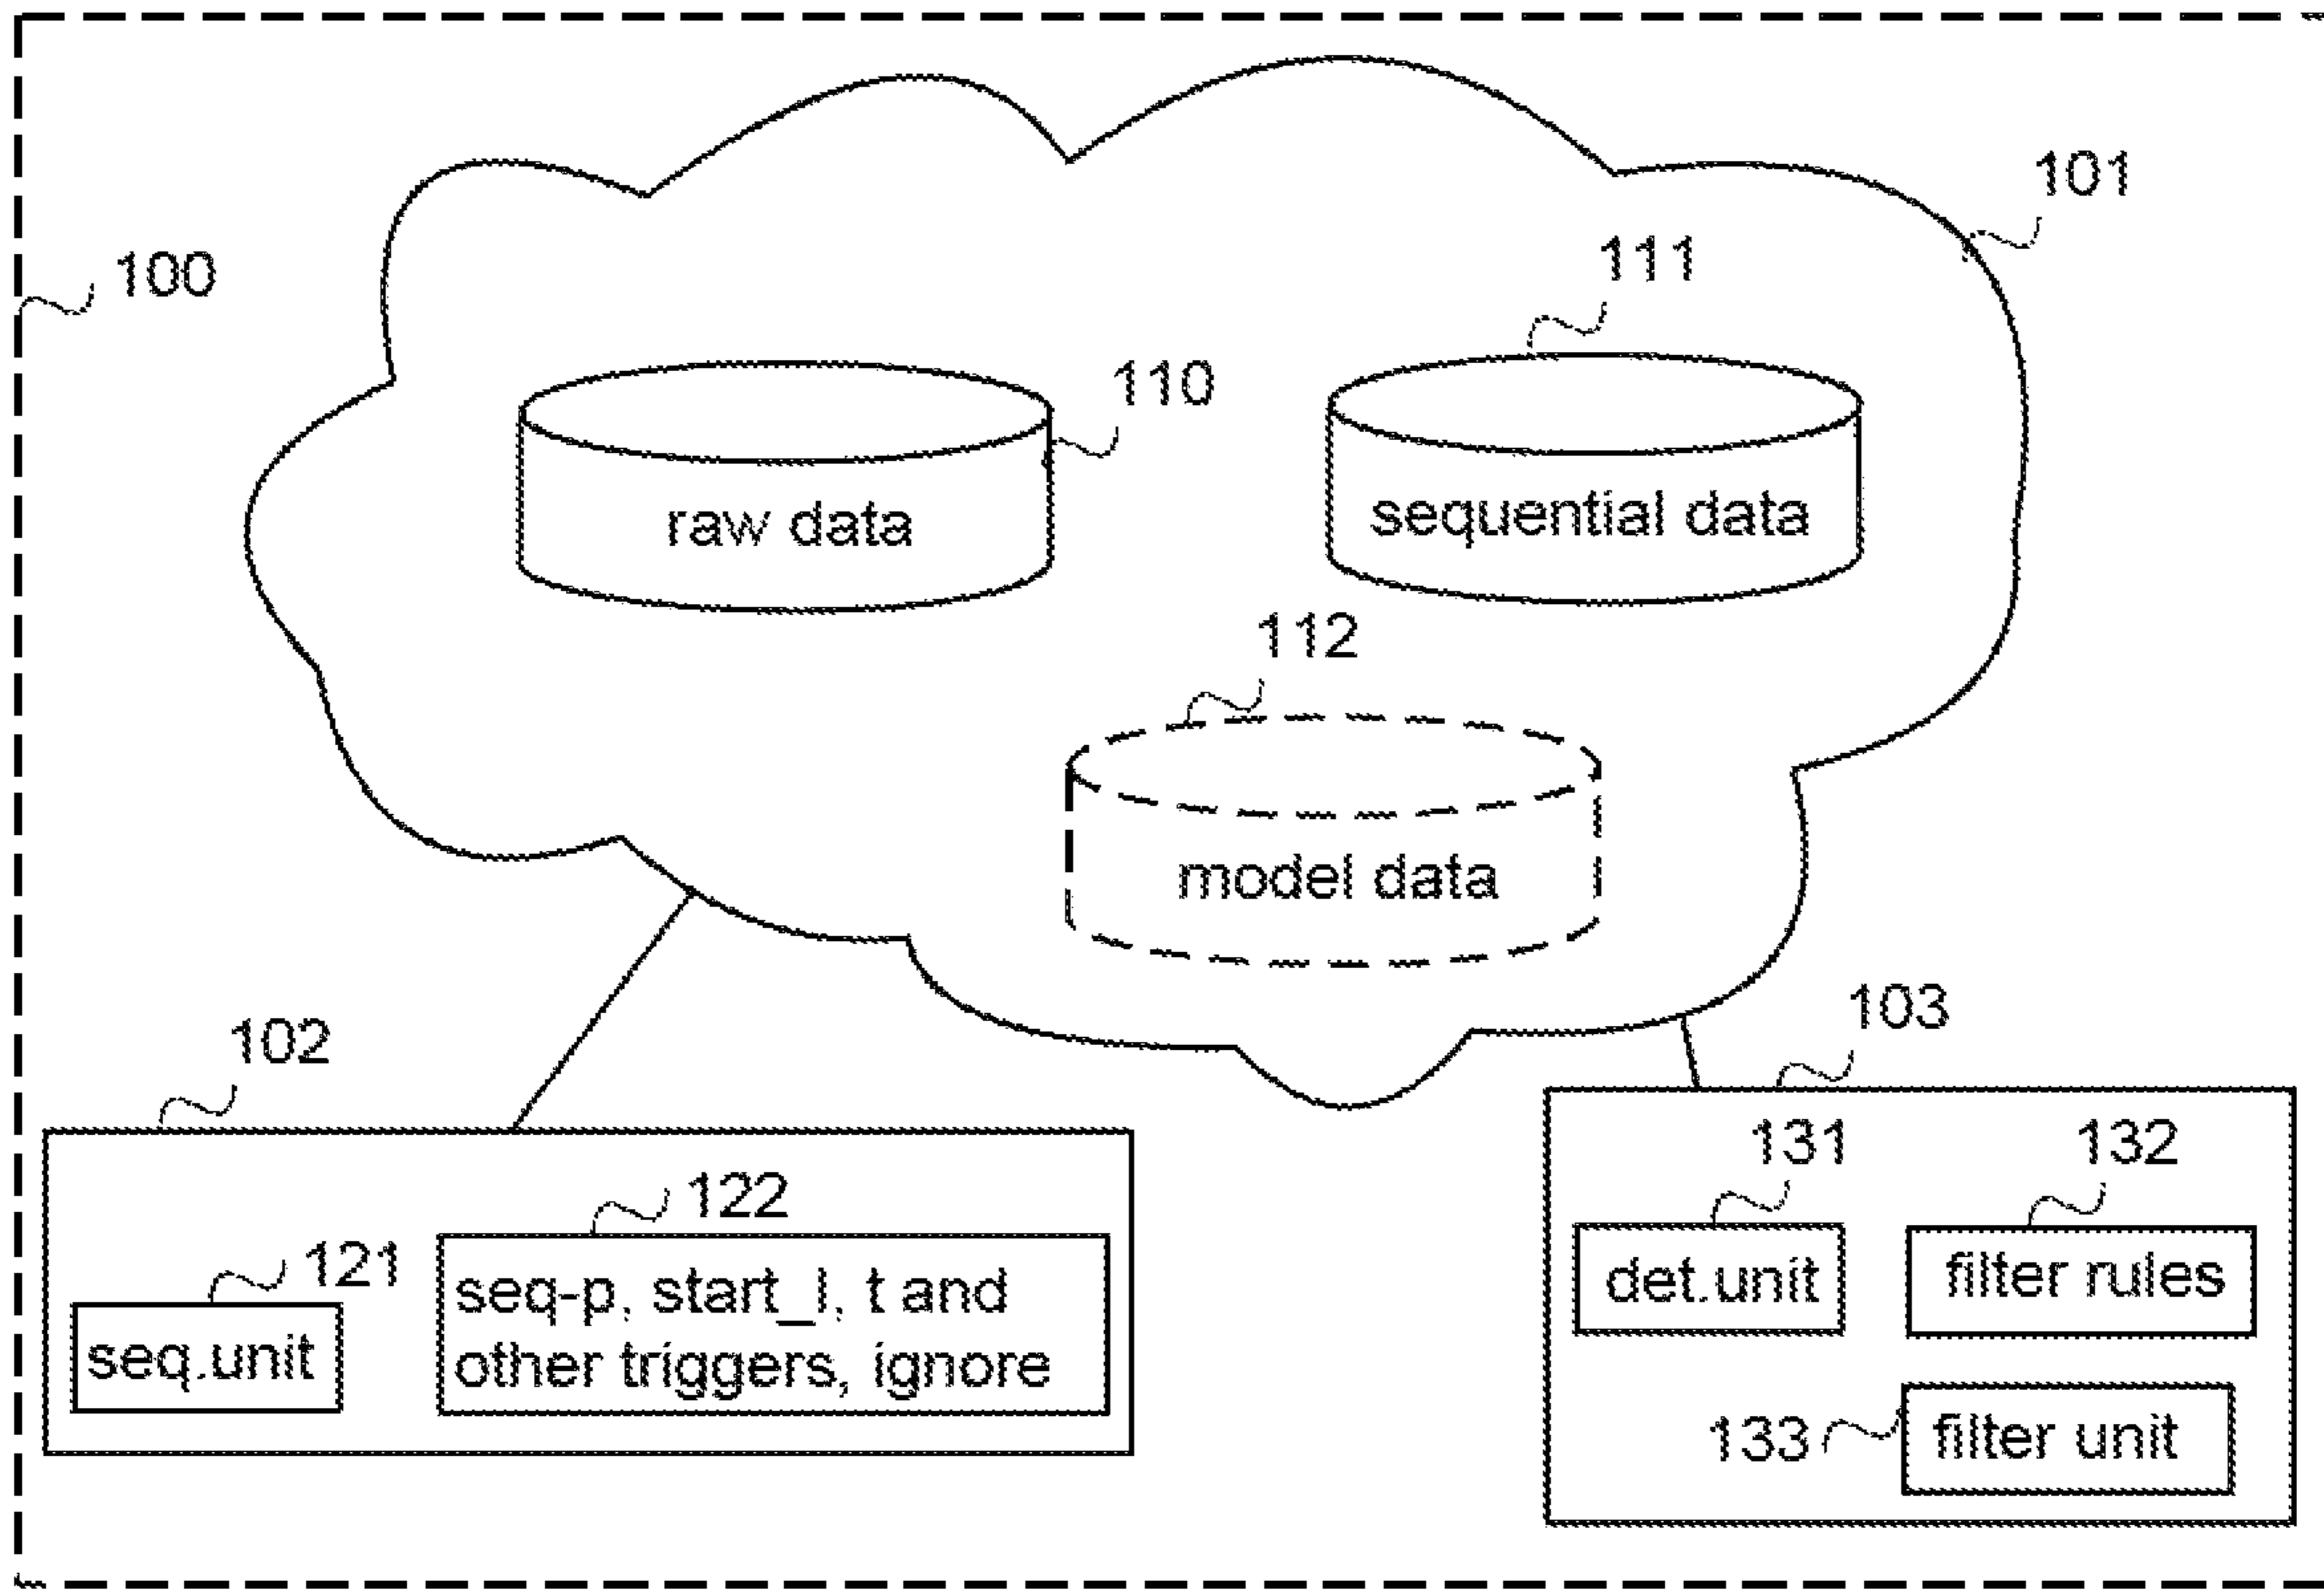 101
111
100
110
raw data
sequential data
112
model data
103
102
131
132
122
121
det.unit
filter rules
seq-p, start_l, t and
other triggers, ignore
seq.unit
133
filter unit